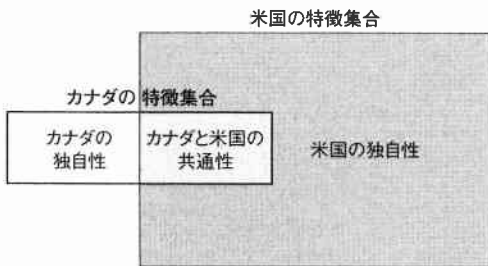 米国の特徴集合
カナダの 特徴集合
カナダの
独自性
カナダと米国の
共通性
米国の独自性